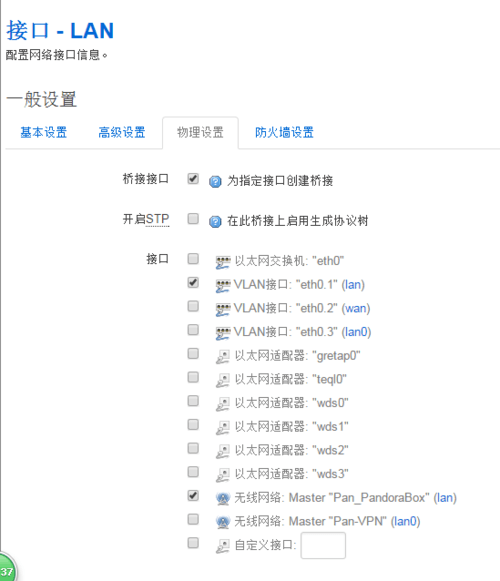 接口 - LAN
配置网络接口信息。
一般设置
基本设置 高级设置 物理设置 防火墙设置
桥接接口 为指定接口创建桥接
开启STP 在此桥接上启用生成协议树
接口 以太网交换机: "eth0"
VLAN接口: "eth0.1" (lan)
VLAN接口: "eth0.2" (wan)
VLAN接口: "eth0.3" (lan0)
以太网适配器: "gretap0"
以太网适配器: "teql0"
以太网适配器: "wds0"
以太网适配器: "wds1"
以太网适配器: "wds2"
以太网适配器: "wds3"
无线网络: Master "Pan_PandoraBox" (lan)
无线网络: Master "Pan-VPN" (lan0)
自定义接口:
37